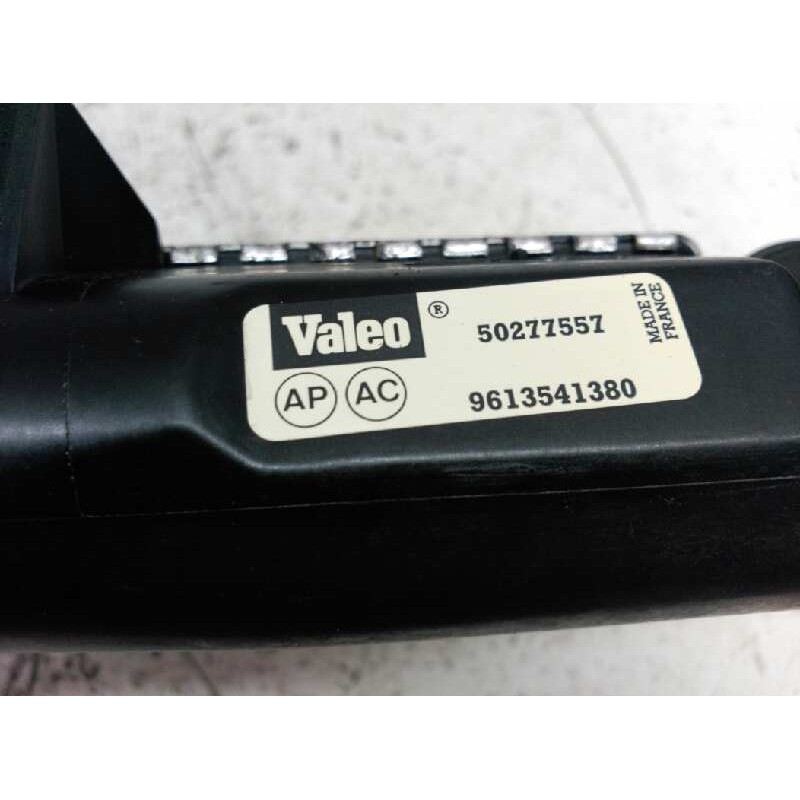 Valeo ® 50277557
MADE IN
FRANCE
AP AC 9613541380